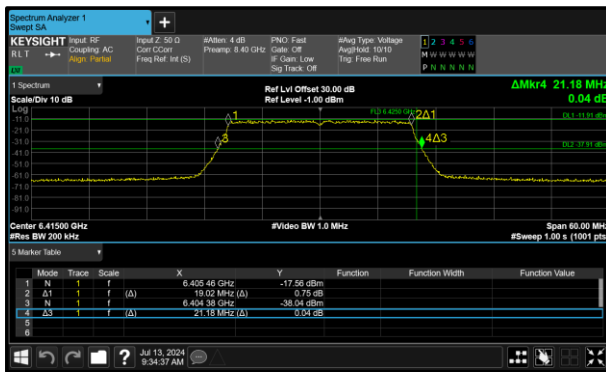 Spectrum Analyzer 1
Swept SA
KEYSIGHT
RLT
Input: RF
Coupling: AC
Align: Partial
Input Z: 50 Ω
Corr CCorr
Freq Ref: Int (S)
#Atten: 4 dB
Preamp: 8.40 GHz
PNO: Fast
Gate: Off
IF Gain: Low
Sig Track: Off
#Avg Type: Voltage
Avg|Hold: 10/10
Trig: Free Run
1 2 3 4 5 6
M W W W W W
P N N N N N
1 Spectrum
Scale/Div 10 dB
Ref Lvl Offset 30.00 dB
Ref Level -1.00 dBm
ΔMkr4 21.18 MHz
0.04 dB
Log
-11.0
-21.0
-31.0
-41.0
-51.0
-61.0
-71.0
-81.0
-91.0
1
2Δ1
3
4Δ3
DL1 -11.91 dBm
DL2 -37.91 dBm
Center 6.41500 GHz
#Res BW 200 kHz
#Video BW 1.0 MHz
Span 60.00 MHz
#Sweep 1.00 s (1001 pts
5 Marker Table
Mode Trace Scale X Y Function Function Width Function Value
1 N 1 f 6.405 46 GHz -17.56 dBm
2 Δ1 1 f (Δ) 19.02 MHz (Δ) 0.75 dB
3 N 1 f 6.404 38 GHz -38.04 dBm
4 Δ3 1 f (Δ) 21.18 MHz (Δ) 0.04 dB
5
6
?
Jul 13, 2024
9:34:37 AM